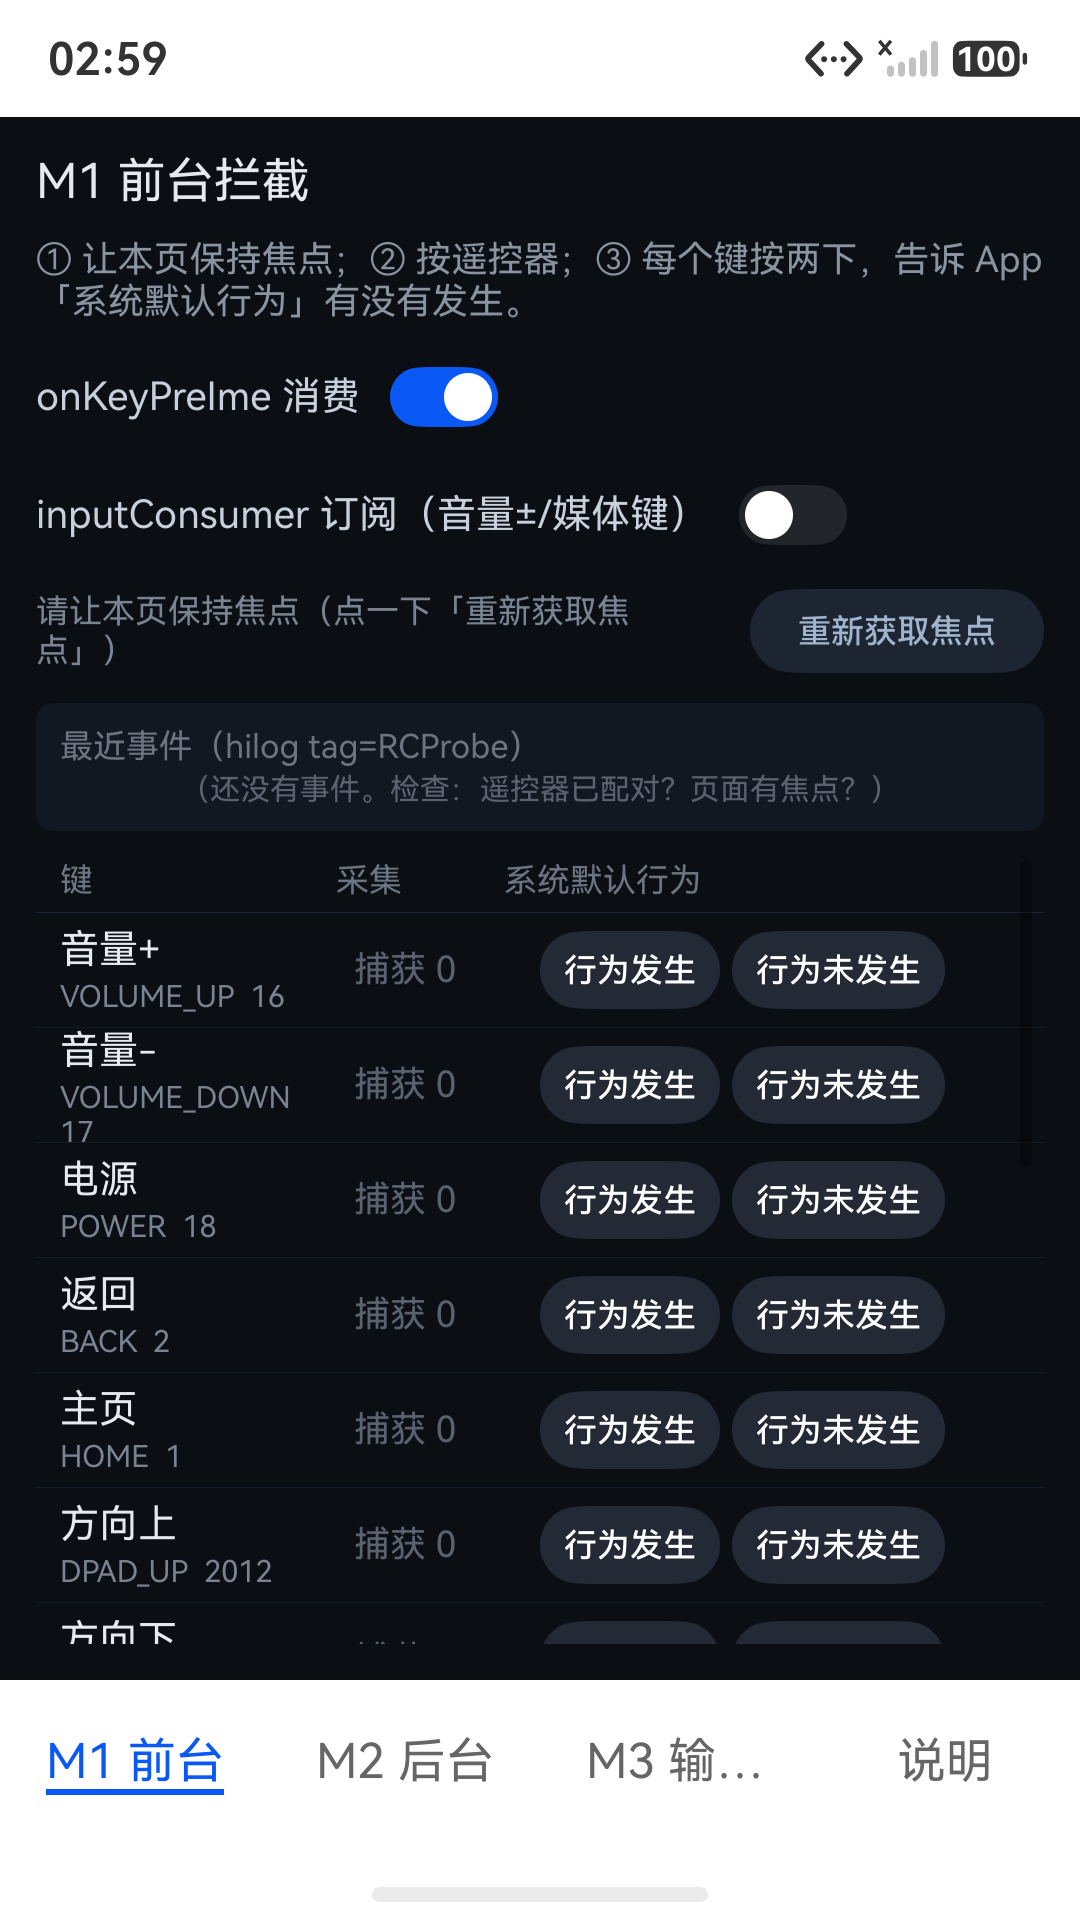 02:59
100
M1 前台拦截
① 让本页保持焦点；② 按遥控器；③ 每个键按两下，告诉 App
「系统默认行为」有没有发生。
onKeyPreIme 消费
inputConsumer 订阅（音量±/媒体键）
请让本页保持焦点（点一下「重新获取焦
点」）
重新获取焦点
最近事件（hilog tag=RCProbe）
（还没有事件。检查：遥控器已配对？页面有焦点？）
键 采集 系统默认行为
音量+
VOLUME_UP 16
捕获 0 行为发生 行为未发生
音量-
VOLUME_DOWN
17
捕获 0 行为发生 行为未发生
电源
POWER 18
捕获 0 行为发生 行为未发生
返回
BACK 2
捕获 0 行为发生 行为未发生
主页
HOME 1
捕获 0 行为发生 行为未发生
方向上
DPAD_UP 2012
捕获 0 行为发生 行为未发生
方向下
M1 前台 M2 后台 M3 输... 说明